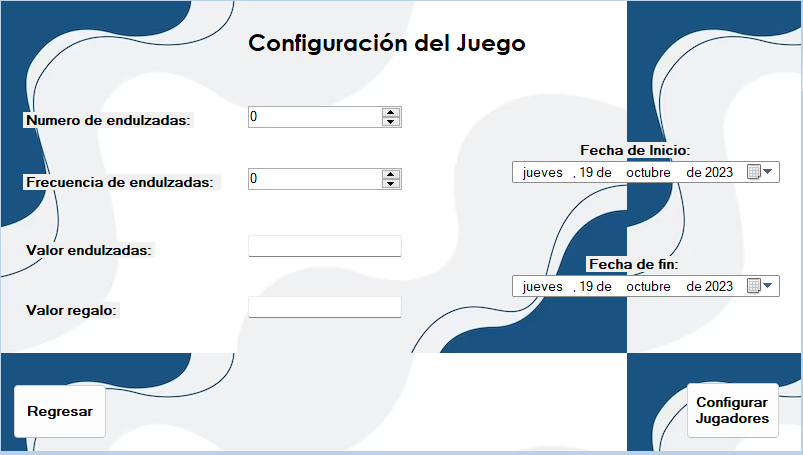 Configuración del Juego
Numero de endulzadas:
0
Frecuencia de endulzadas:
0
Valor endulzadas:
Valor regalo:
Fecha de Inicio:
jueves , 19 de octubre de 2023
Fecha de fin:
jueves , 19 de octubre de 2023
Regresar
Configurar
Jugadores